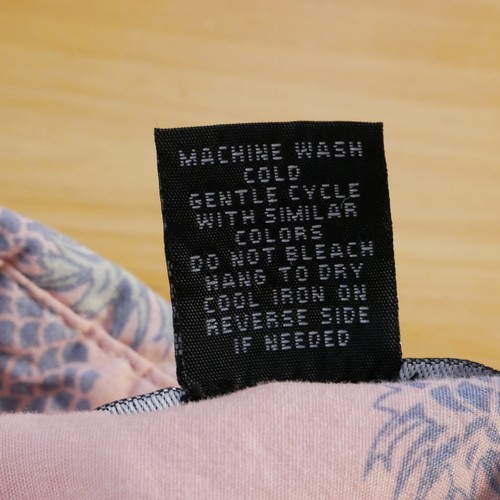 MACHINE WASH
COLD
GENTLE CYCLE
WITH SIMILAR
COLORS
DO NOT BLEACH
HANG TO DRY
COOL IRON ON
REVERSE SIDE
IF NEEDED